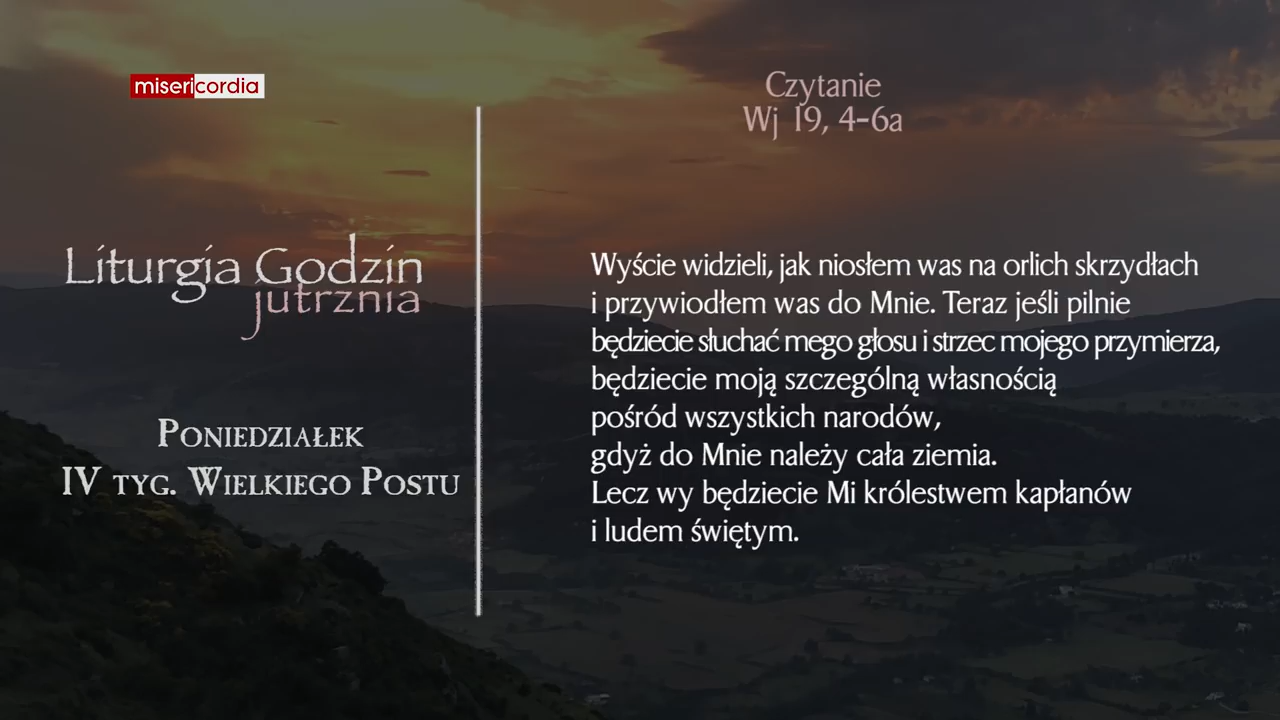 misericordia
Liturgia Godzin
jutrznia
Poniedziałek
IV tyg. Wielkiego Postu
Czytanie
Wj 19, 4-6a
Wyście widzieli, jak niosłem was na orlich skrzydłach
i przywiodłem was do Mnie. Teraz jeśli pilnie
będziecie słuchać mego głosu i strzec mojego przymierza,
będziecie moją szczególną własnością
pośród wszystkich narodów,
gdyż do Mnie należy cała ziemia.
Lecz wy będziecie Mi królestwem kapłanów
i ludem świętym.